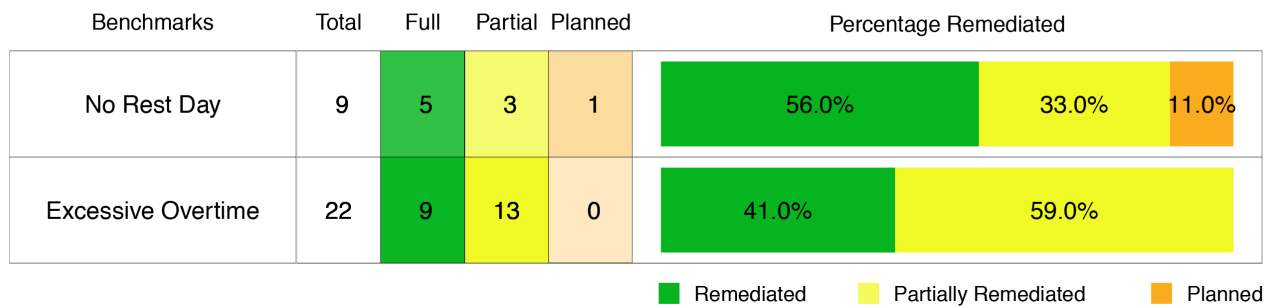 Benchmarks Total Full Partial Planned Percentage Remediated
No Rest Day 9 5 3 1 56.0% 33.0% 11.0%
Excessive Overtime 22 9 13 0 41.0% 59.0%
Remediated Partially Remediated Planned